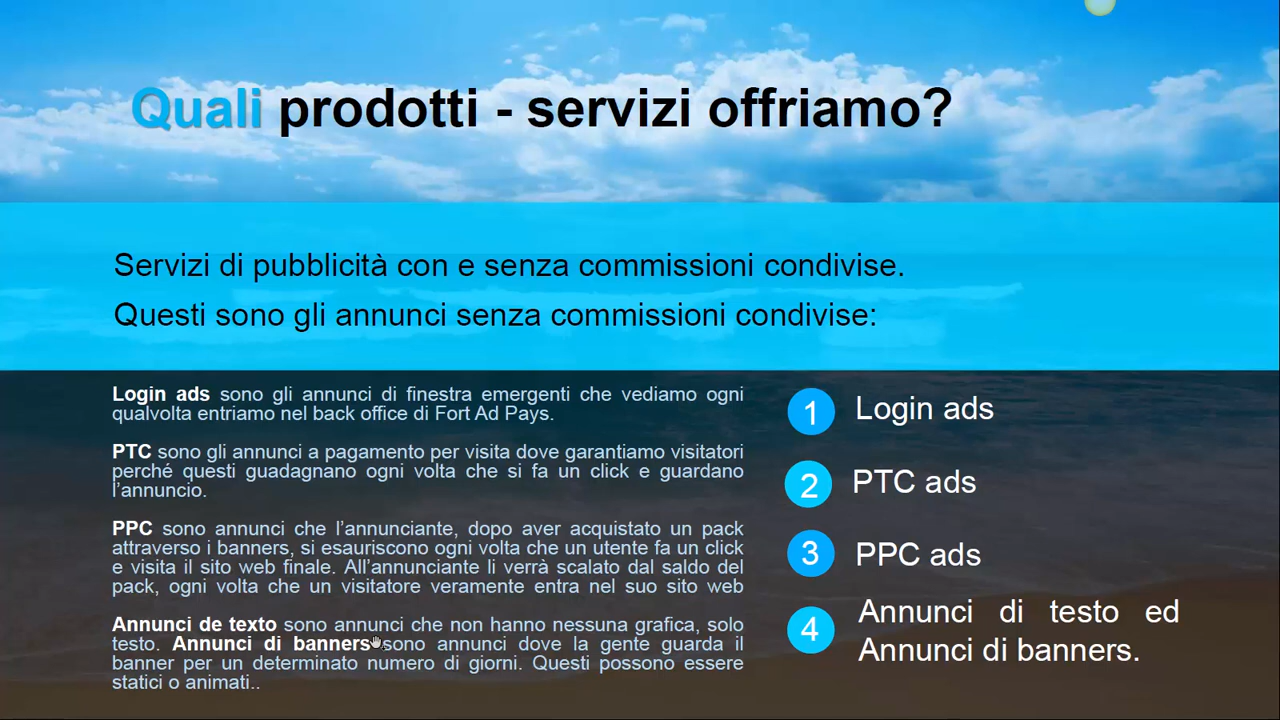 Quali prodotti - servizi offriamo?
Servizi di pubblicità con e senza commissioni condivise.
Questi sono gli annunci senza commissioni condivise:
Login ads sono gli annunci di finestra emergenti che vediamo ogni
qualvolta entriamo nel back office di Fort Ad Pays.
PTC sono gli annunci a pagamento per visita dove garantiamo visitatori
perché questi guadagnano ogni volta che si fa un click e guardano
l’annuncio.
PPC sono annunci che l’annunciante, dopo aver acquistato un pack
attraverso i banners, si esauriscono ogni volta che un utente fa un click
e visita il sito web finale. All’annunciante li verrà scalato dal saldo del
pack, ogni volta che un visitatore veramente entra nel suo sito web
Annunci de texto sono annunci che non hanno nessuna grafica, solo
testo. Annunci di banners sono annunci dove la gente guarda il
banner per un determinato numero di giorni. Questi possono essere
statici o animati..
1 Login ads
2 PTC ads
3 PPC ads
4 Annunci di testo ed
Annunci di banners.